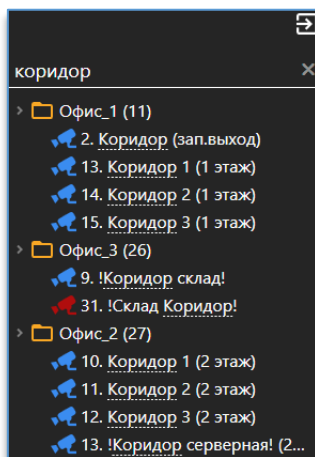 коридор
Офис_1 (11)
2. Коридор (зап.выход)
13. Коридор 1 (1 этаж)
14. Коридор 2 (1 этаж)
15. Коридор 3 (1 этаж)
Офис_3 (26)
9. !Коридор склад!
31. !Склад Коридор!
Офис_2 (27)
10. Коридор 1 (2 этаж)
11. Коридор 2 (2 этаж)
12. Коридор 3 (2 этаж)
13. !Коридор серверная! (2...